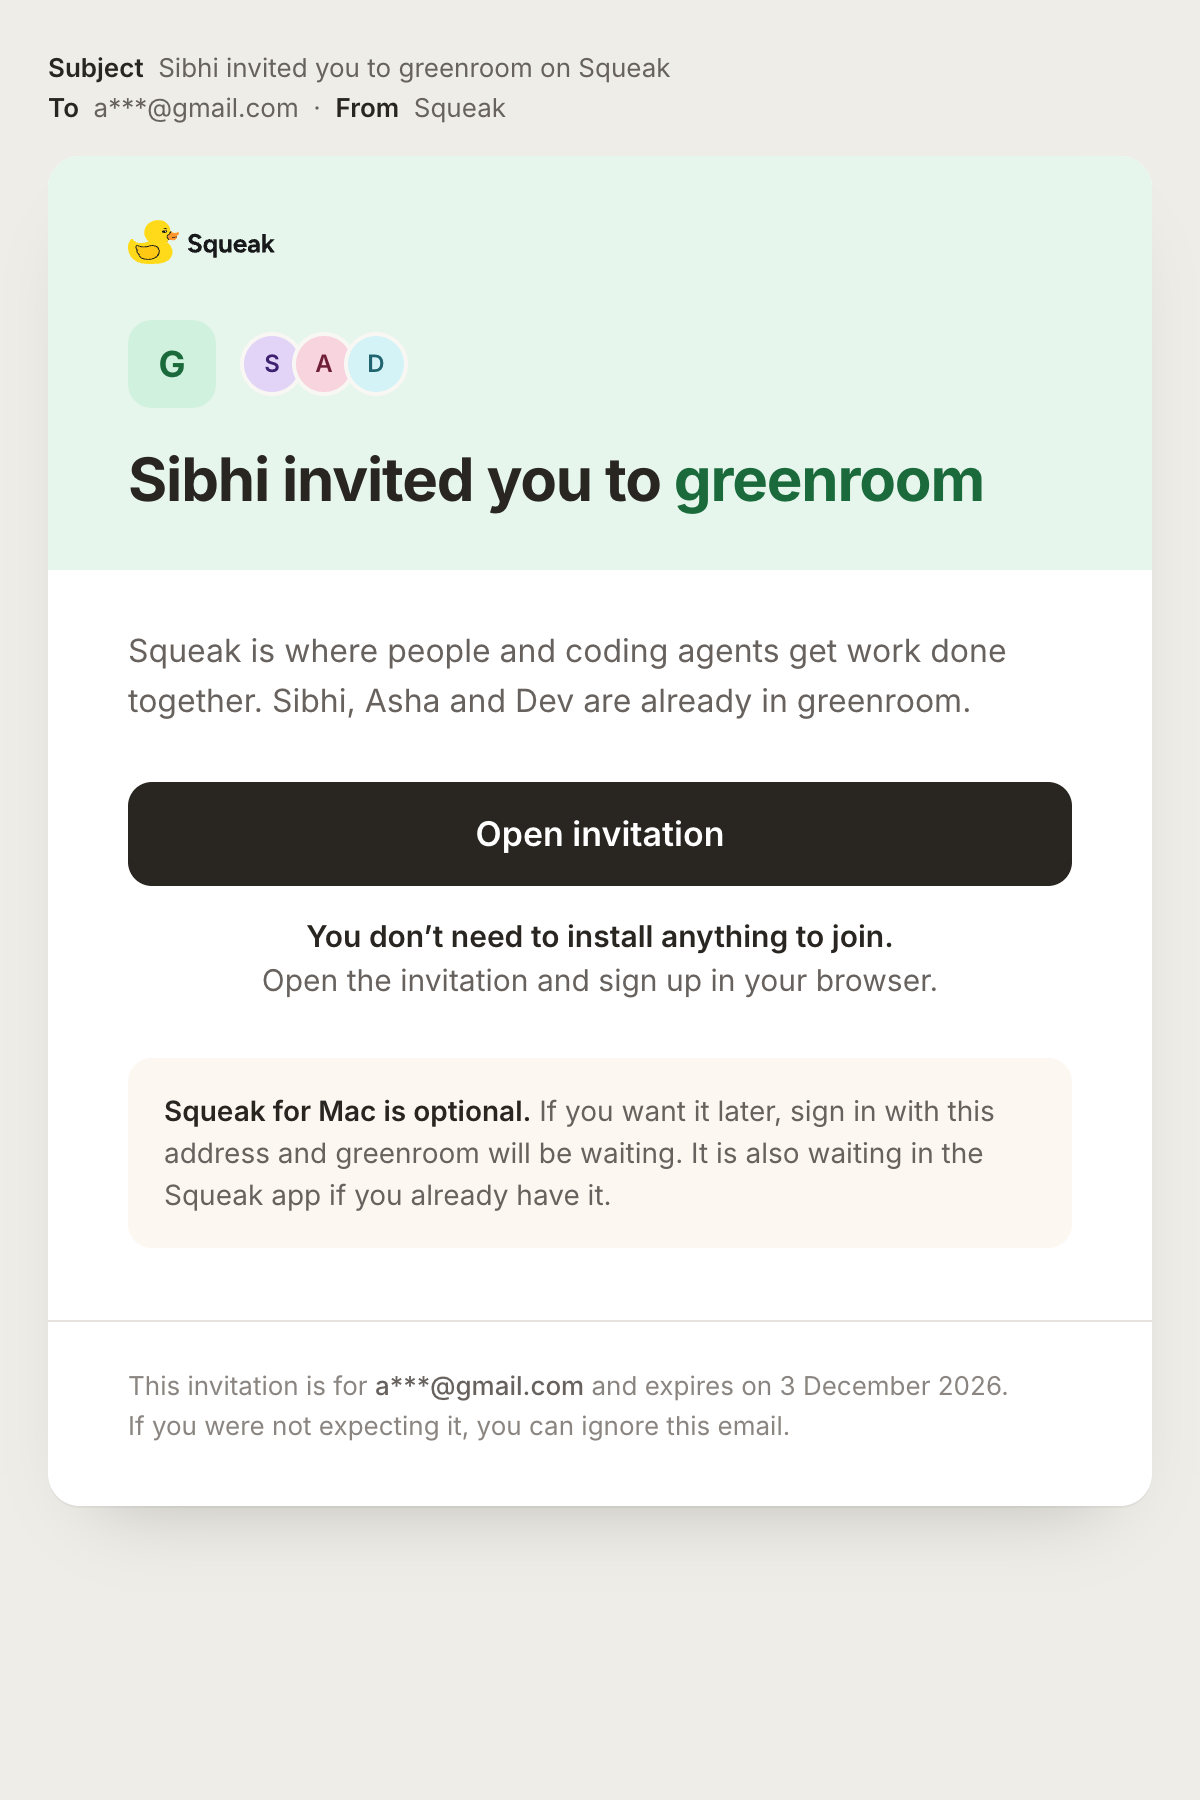 Subject Sibhi invited you to greenroom on Squeak
To a***@gmail.com · From Squeak
Squeak
G S A D
Sibhi invited you to greenroom
Squeak is where people and coding agents get work done
together. Sibhi, Asha and Dev are already in greenroom.
Open invitation
You don’t need to install anything to join.
Open the invitation and sign up in your browser.
Squeak for Mac is optional. If you want it later, sign in with this
address and greenroom will be waiting. It is also waiting in the
Squeak app if you already have it.
This invitation is for a***@gmail.com and expires on 3 December 2026.
If you were not expecting it, you can ignore this email.